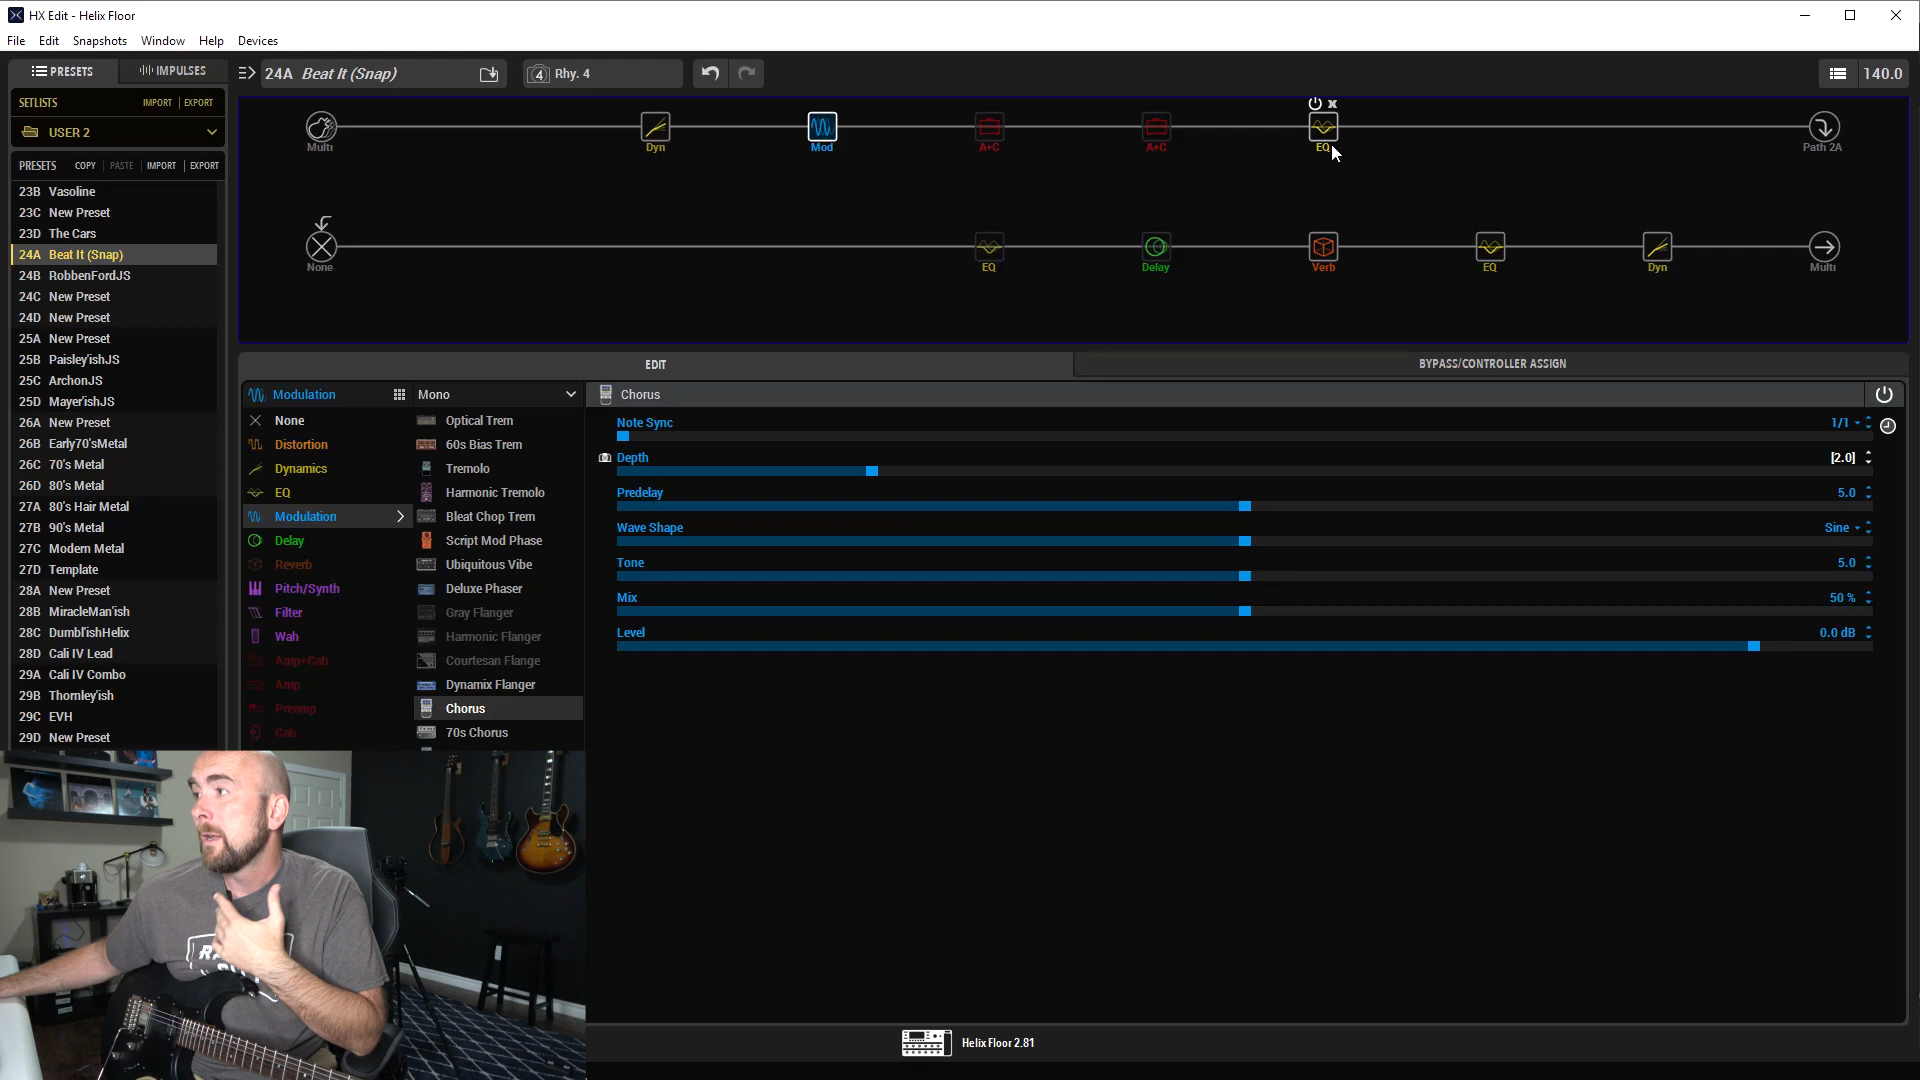 HX Edit - Helix Floor
File Edit Snapshots Window Help Devices
PRESETS IMPULSES
24A Beat It (Snap)
4 Rhy. 4
140.0
SETLISTS IMPORT | EXPORT
USER 2
PRESETS COPY | PASTE | IMPORT | EXPORT
23B Vasoline
23C New Preset
23D The Cars
24A Beat It (Snap)
24B RobbenFordJS
24C New Preset
24D New Preset
25A New Preset
25B Paisley'ishJS
25C ArchonJS
25D Mayer'ishJS
26A New Preset
26B Early70'sMetal
26C 70's Metal
26D 80's Metal
27A 80's Hair Metal
27B 90's Metal
27C Modern Metal
27D Template
28A New Preset
28B MiracleMan'ish
28C Dumbl'ishHelix
28D Cali IV Lead
29A Cali IV Combo
29B Thornley'ish
29C EVH
29D New Preset
Multi Dyn Mod A+C A+C EQ Path 2A
None EQ Delay Verb EQ Dyn Multi
EDIT BYPASS/CONTROLLER ASSIGN
Modulation
None
Distortion
Dynamics
EQ
Modulation
Delay
Reverb
Pitch/Synth
Filter
Wah
Amp+Cab
Amp
Preamp
Cab
Mono
Optical Trem
60s Bias Trem
Tremolo
Harmonic Tremolo
Bleat Chop Trem
Script Mod Phase
Ubiquitous Vibe
Deluxe Phaser
Gray Flanger
Harmonic Flanger
Courtesan Flange
Dynamix Flanger
Chorus
70s Chorus
Chorus
Note Sync 1/1
Depth [2.0]
Predelay 5.0
Wave Shape Sine
Tone 5.0
Mix 50 %
Level 0.0 dB
Helix Floor 2.81